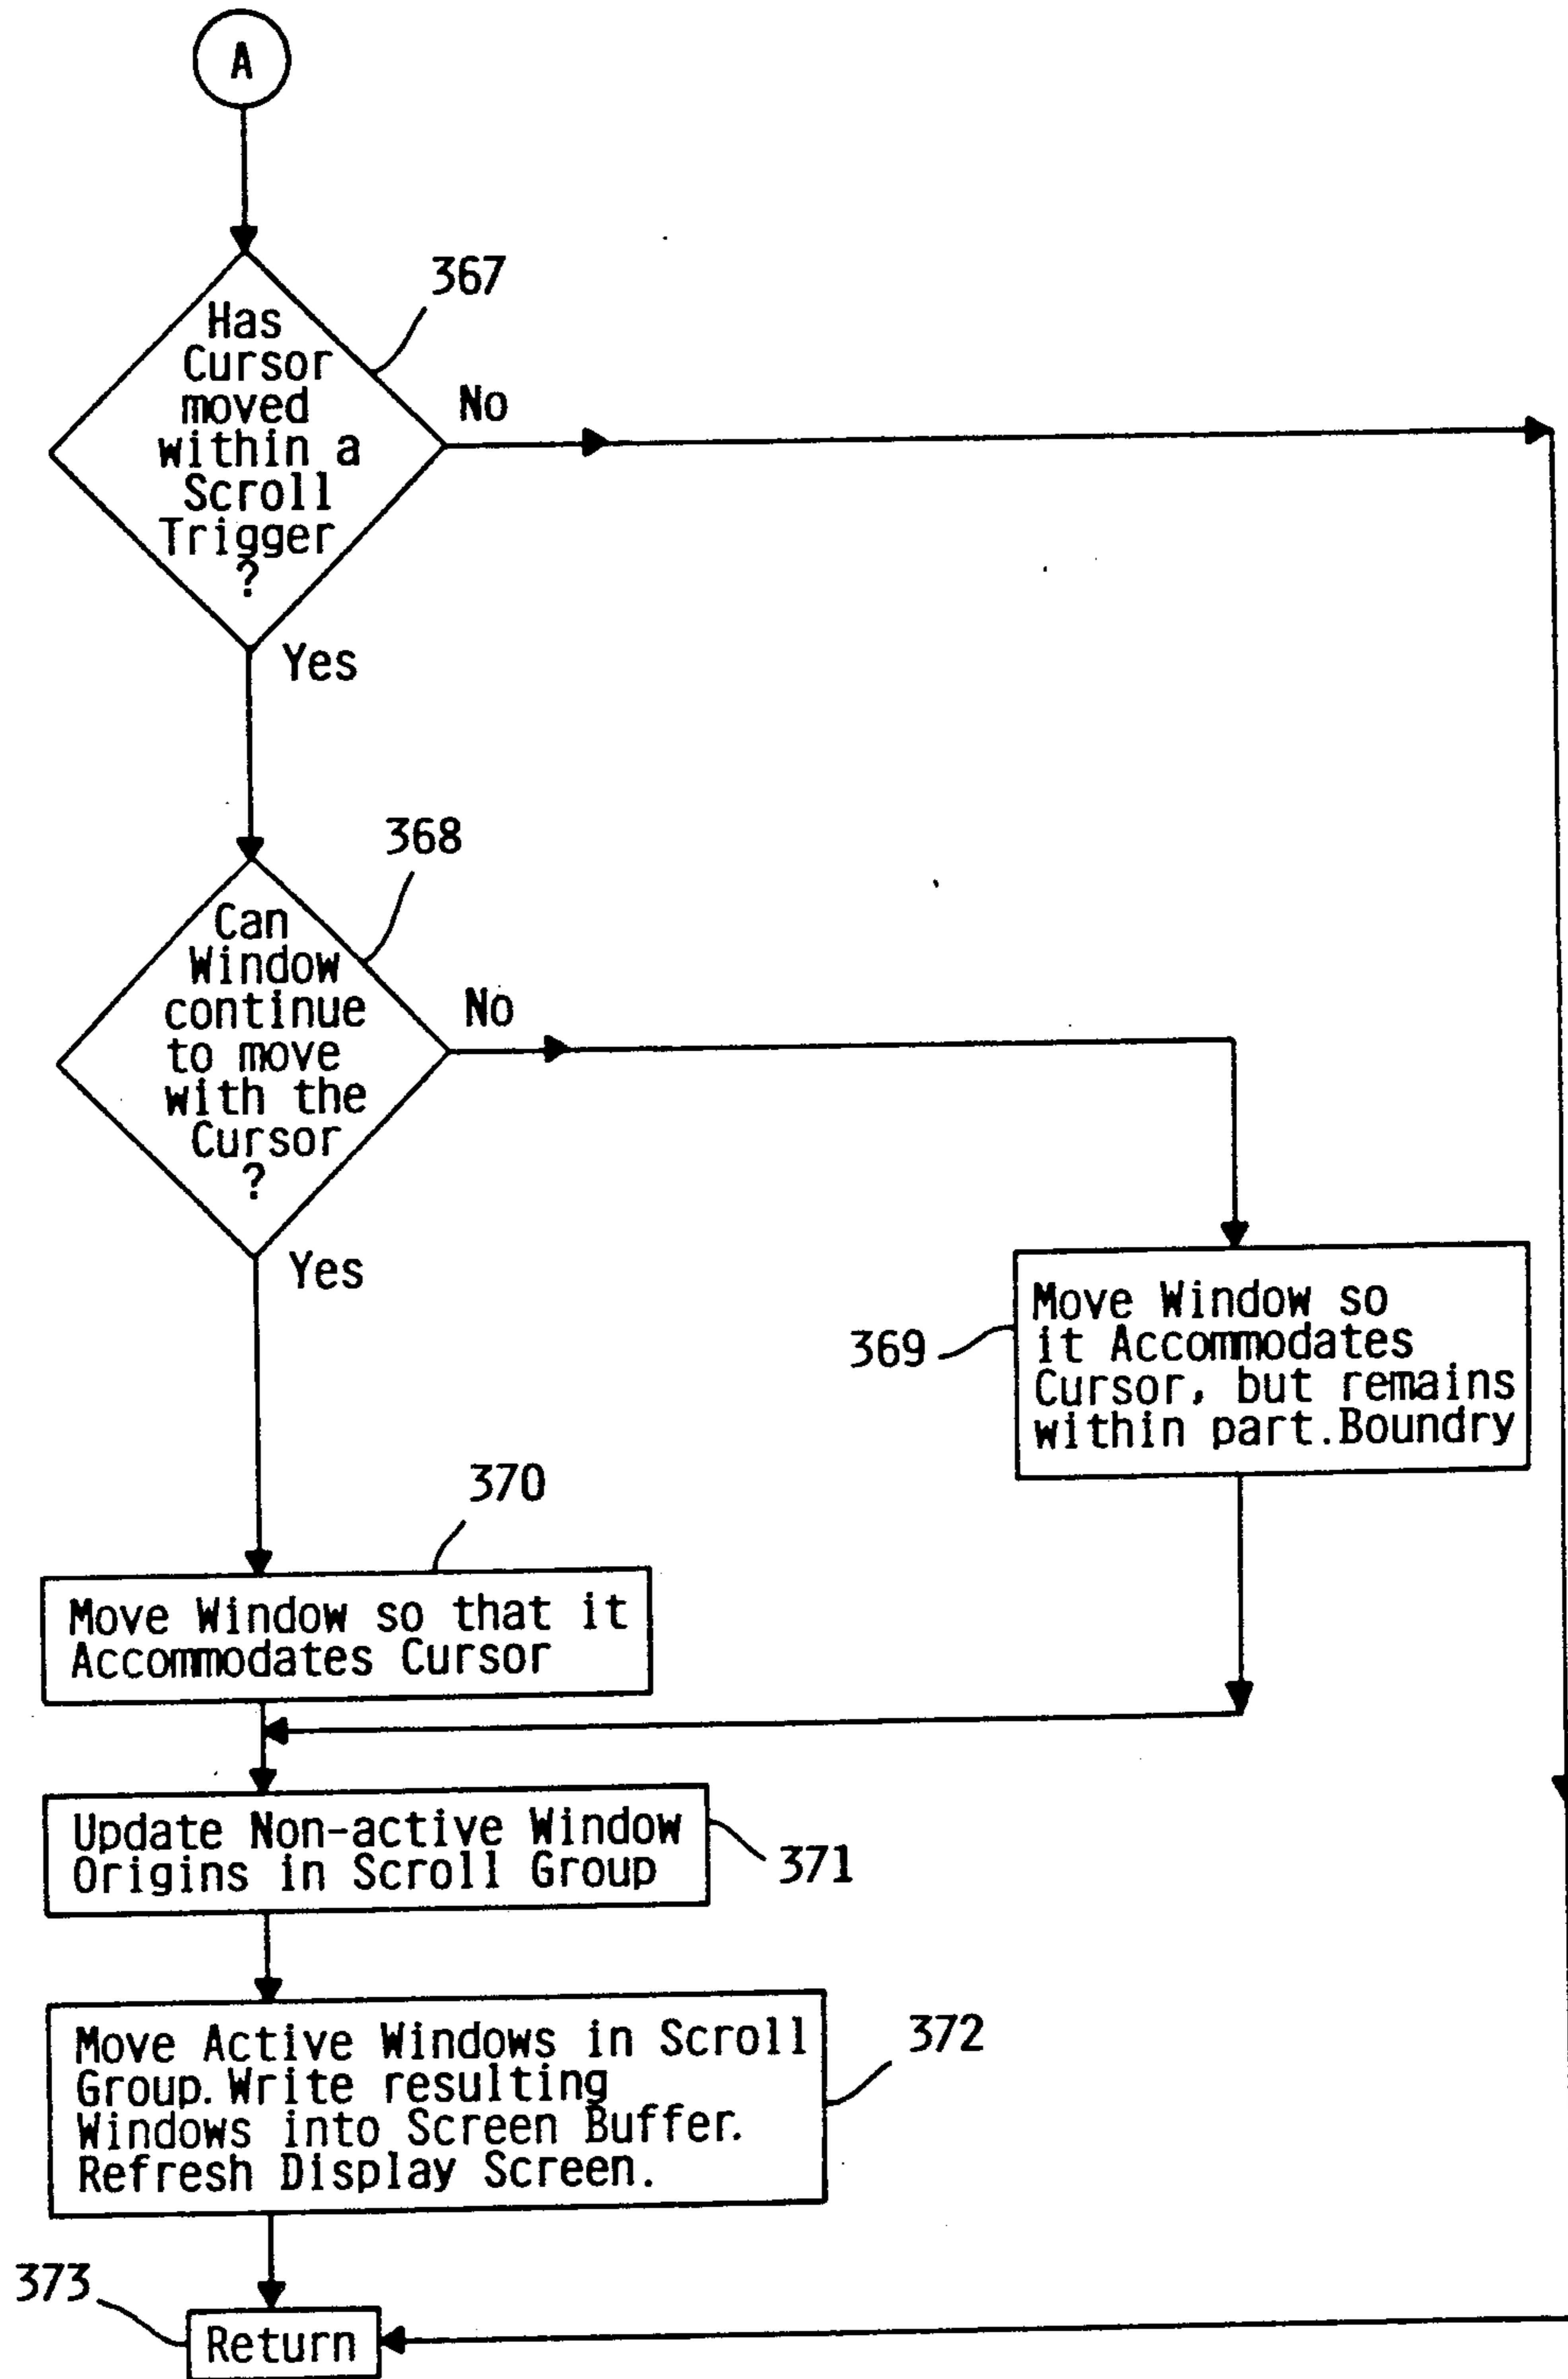 A
367
Has
Cursor
moved
within a
Scroll
Trigger
?
No
Yes
368
Can
Window
continue
to move
with the
Cursor
?
No
Yes
369
Move Window so
it Accommodates
Cursor, but remains
within part.Boundry
370
Move Window so that it
Accommodates Cursor
Update Non-active Window
Origins in Scroll Group
371
Move Active Windows in Scroll
Group. Write resulting
Windows into Screen Buffer.
Refresh Display Screen.
372
373
Return